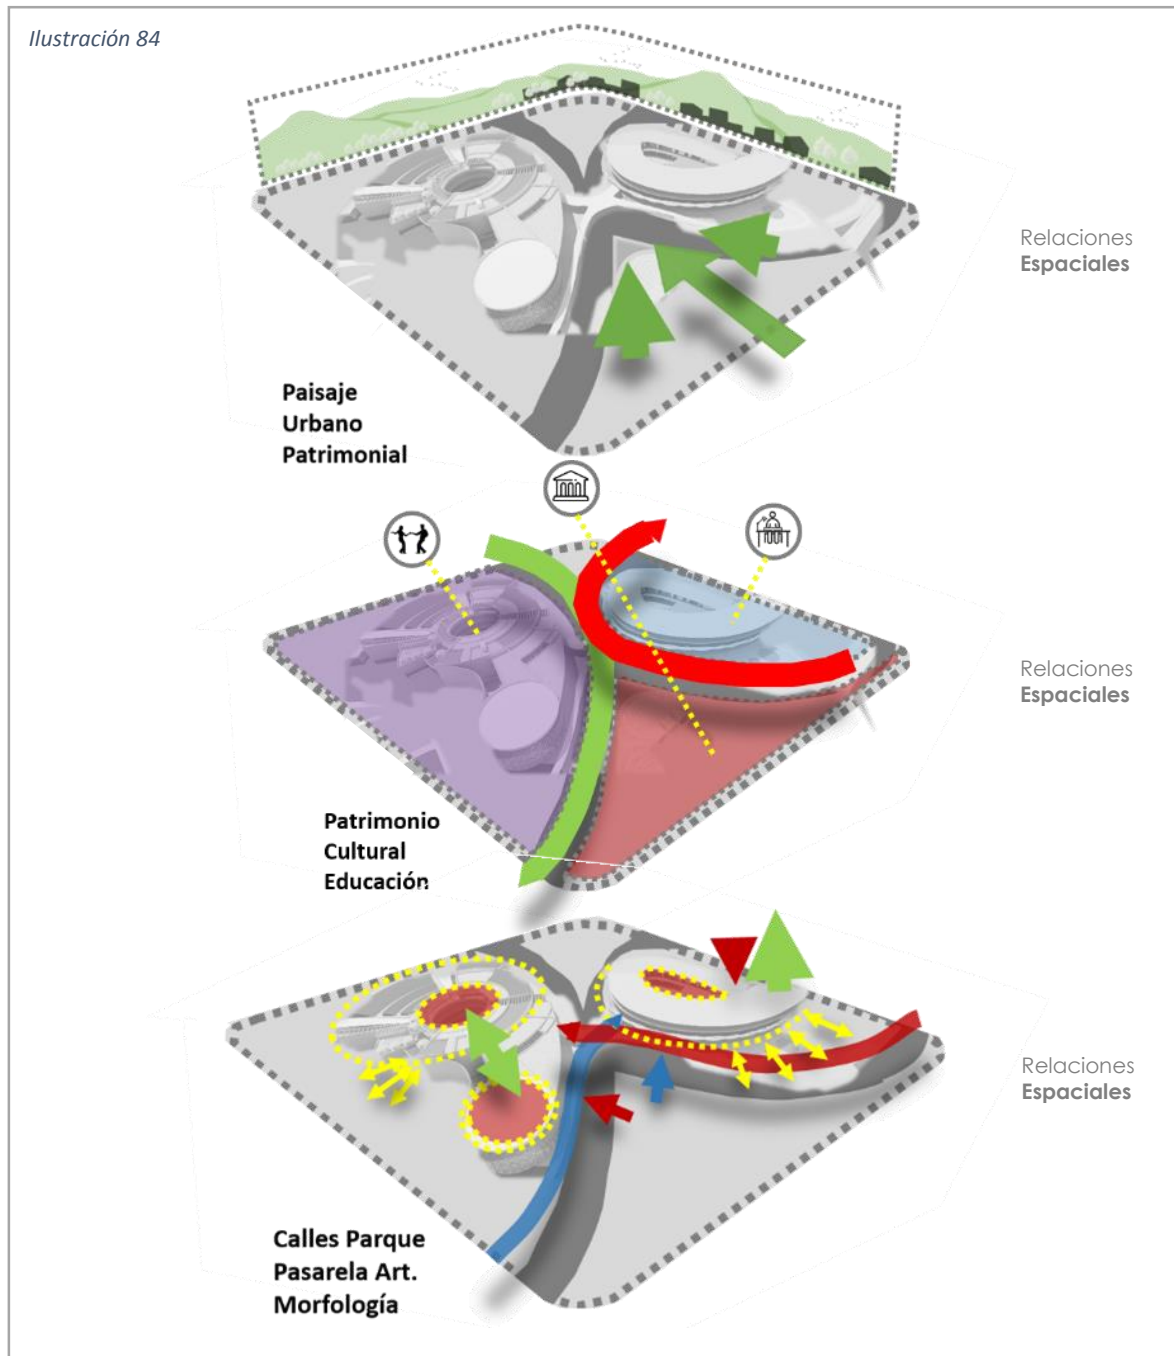 Ilustración 84
Relaciones
Espaciales
Paisaje
Urbano
Patrimonial
Relaciones
Espaciales
Patrimonio
Cultural
Educación
Relaciones
Espaciales
Calles Parque
Pasarela Art.
Morfología